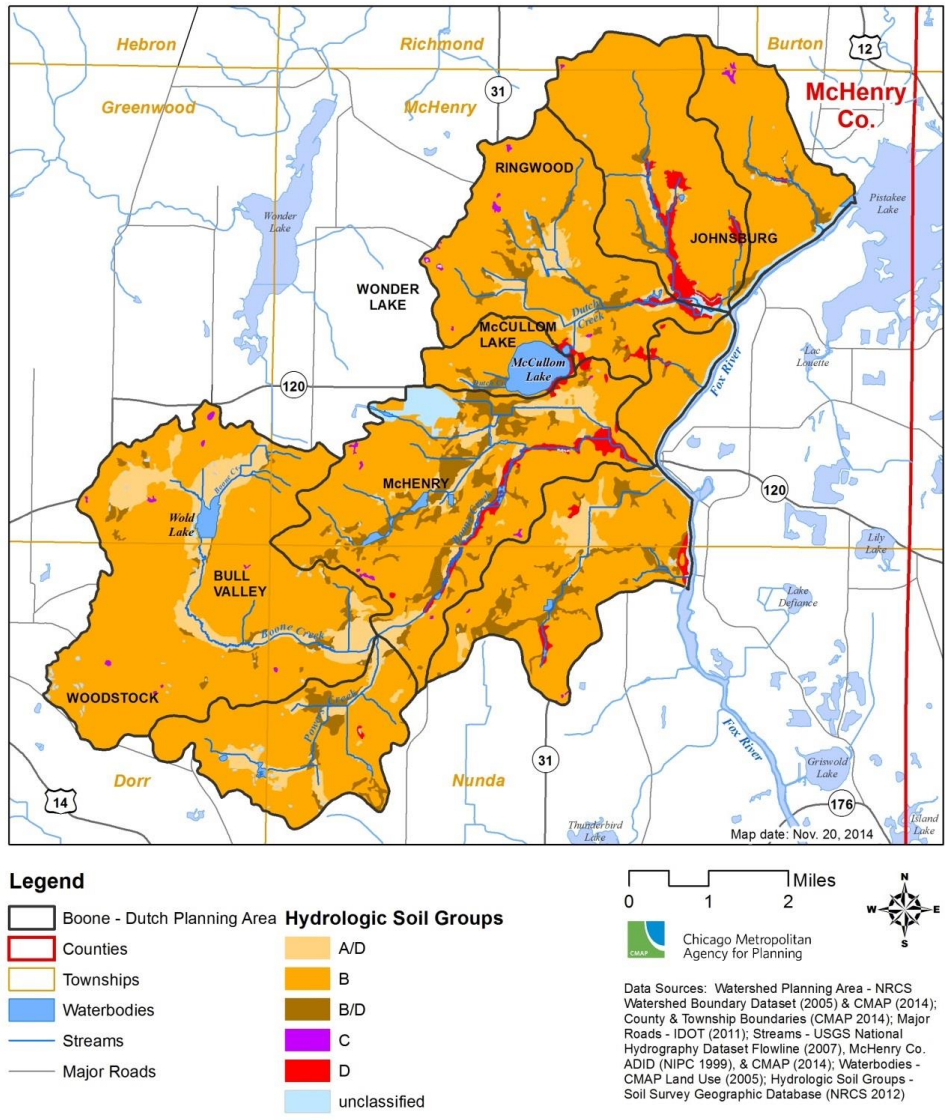 Hebron
Richmond
Burton
12
Greenwood
McHenry
31
McHenry
Co.
RINGWOOD
Pistakee
Lake
Wonder
Lake
JOHNSBURG
WONDER
LAKE
Dutch
Creek
McCULLOM
LAKE
McCullom
Lake
Lac
Louette
Fox River
120
McHENRY
Boone Creek
120
Wold
Lake
Lily
Lake
BULL
VALLEY
Lake
Defiance
Boone Creek
WOODSTOCK
Powers Creek
Fox River
Dorr
Nunda
31
Griswold
Lake
14
176
Thunderbird
Lake
Island
Lake
Map date: Nov. 20, 2014
Legend
Boone - Dutch Planning Area
Counties
Townships
Waterbodies
Streams
Major Roads
Hydrologic Soil Groups
A/D
B
B/D
C
D
unclassified
0 1 2 Miles
N
W E
S
CMAP
Chicago Metropolitan
Agency for Planning
Data Sources: Watershed Planning Area - NRCS
Watershed Boundary Dataset (2005) & CMAP (2014);
County & Township Boundaries (CMAP 2014); Major
Roads - IDOT (2011); Streams - USGS National
Hydrography Dataset Flowline (2007), McHenry Co.
ADID (NIPC 1999), & CMAP (2014); Waterbodies -
CMAP Land Use (2005); Hydrologic Soil Groups -
Soil Survey Geographic Database (NRCS 2012)